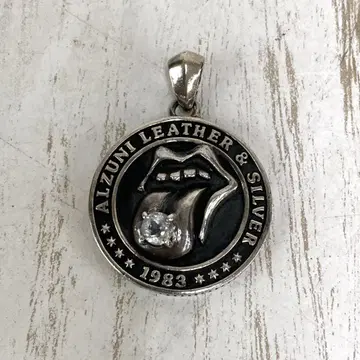 ALZUNI LEATHER & SILVER
★★★★★ 1983 ★★★★★